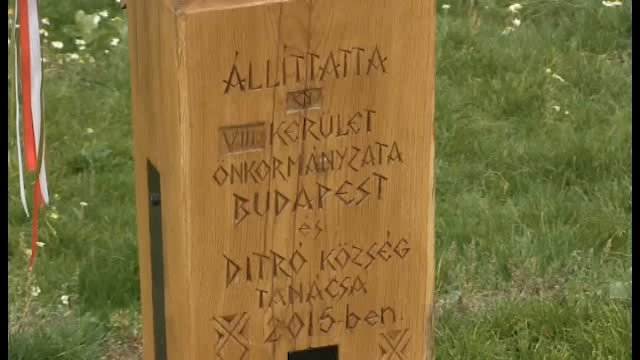 ÁLLÍTTATTA
VIII. KERÜLET
ÖNKORMÁNYZATA
BUDAPEST
és
DITRÓ KÖZSÉG
TANÁCSA
2015-ben